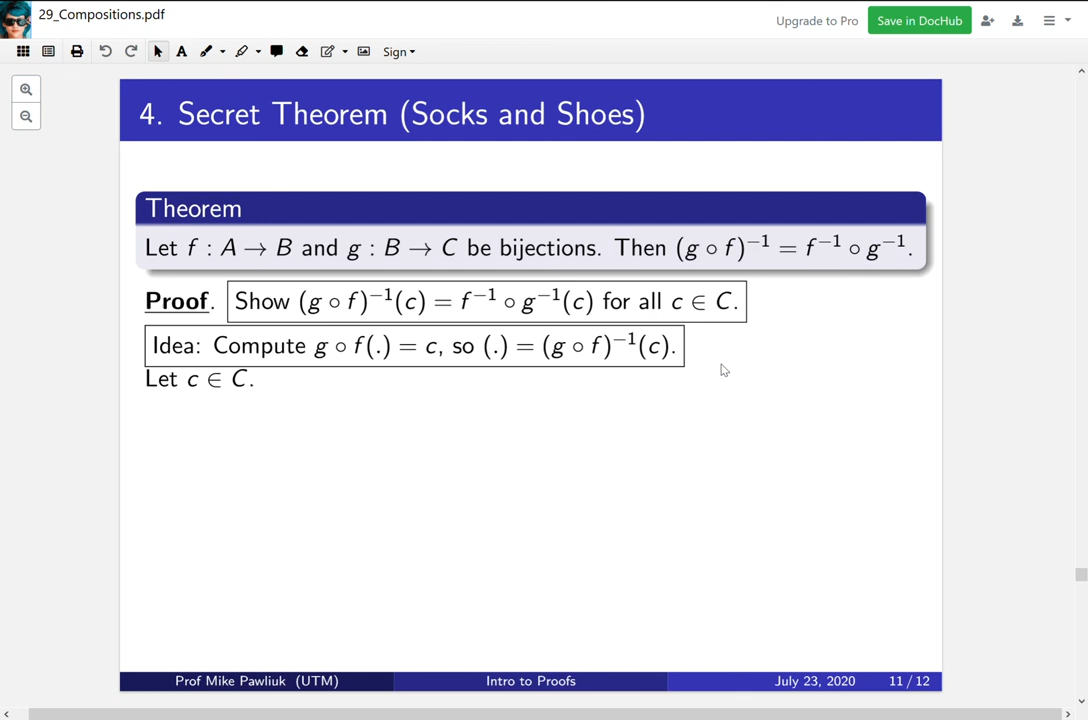 29_Compositions.pdf
Upgrade to Pro
Save in DocHub
Sign
4. Secret Theorem (Socks and Shoes)
Theorem
Let f : A → B and g : B → C be bijections. Then (g ∘ f)⁻¹ = f⁻¹ ∘ g⁻¹.
Proof. Show (g ∘ f)⁻¹(c) = f⁻¹ ∘ g⁻¹(c) for all c ∈ C.
Idea: Compute g ∘ f(.) = c, so (.) = (g ∘ f)⁻¹(c).
Let c ∈ C.
Prof Mike Pawliuk (UTM) Intro to Proofs July 23, 2020 11 / 12